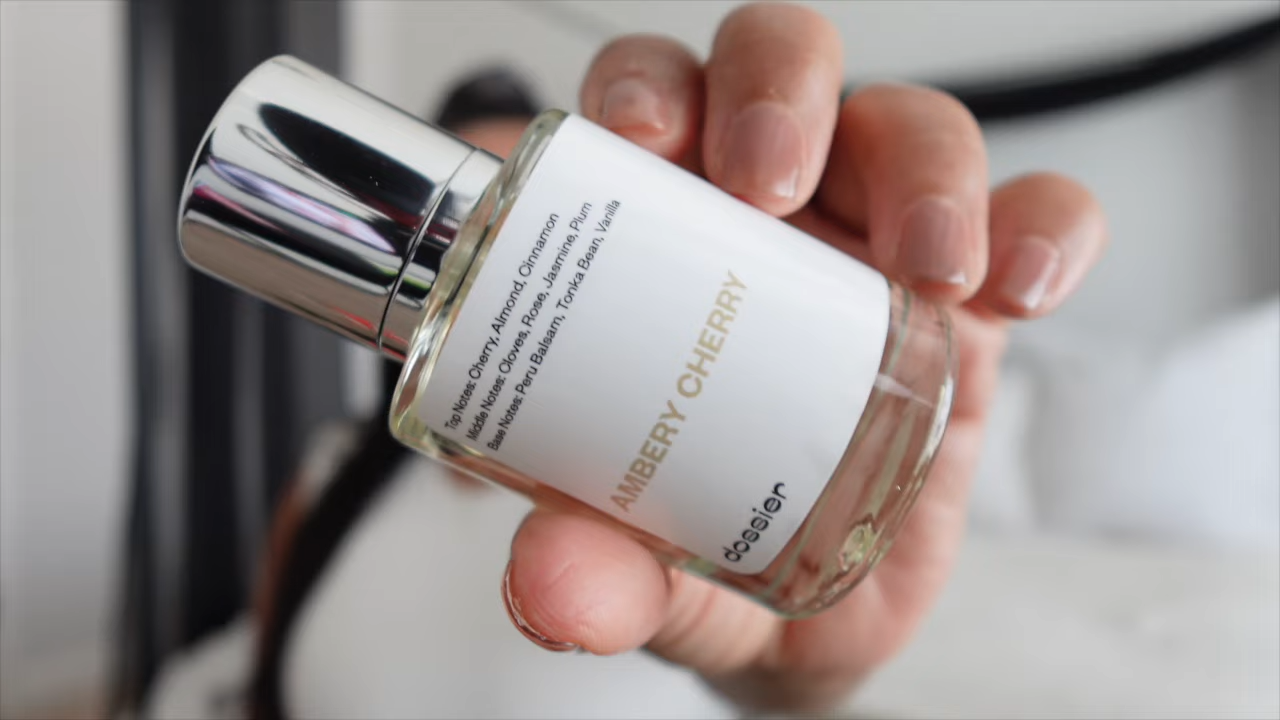 Top Notes: Cherry, Almond, Cinnamon
Middle Notes: Cloves, Rose, Jasmine, Plum
Base Notes: Peru Balsam, Tonka Bean, Vanilla
AMBERY CHERRY
dossier